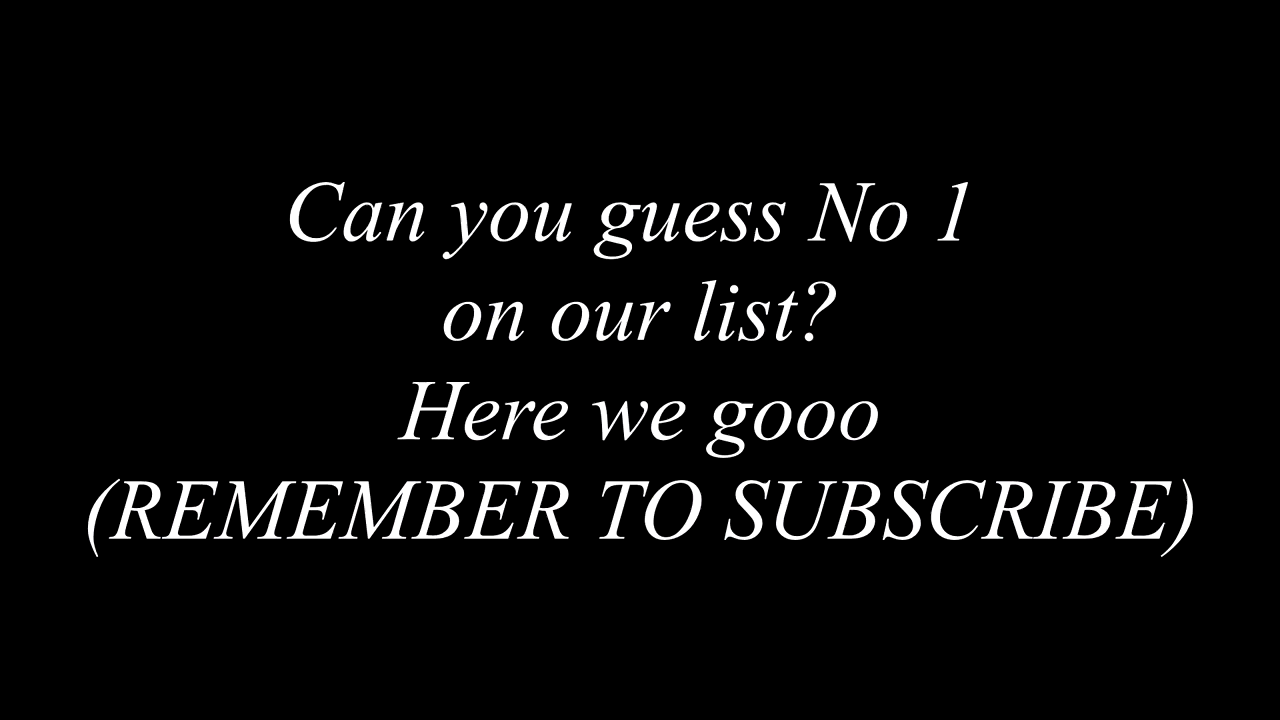 Can you guess No 1
on our list?
Here we gooo
(REMEMBER TO SUBSCRIBE)